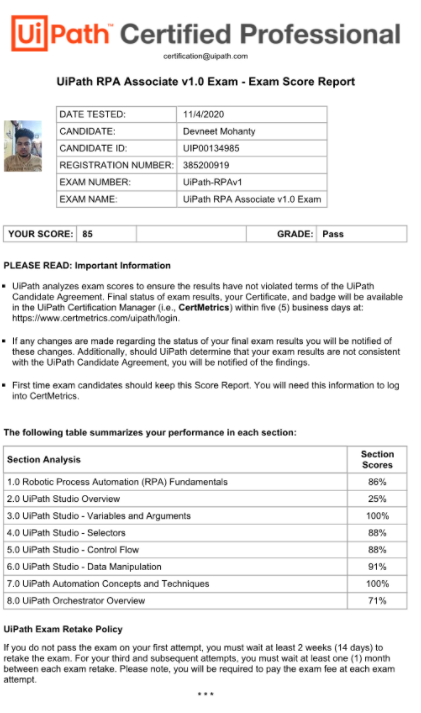 UiPath™ Certified Professional
certification@uipath.com
UiPath RPA Associate v1.0 Exam - Exam Score Report
DATE TESTED: 11/4/2020
CANDIDATE: Devneet Mohanty
CANDIDATE ID: UIP00134985
REGISTRATION NUMBER: 385200919
EXAM NUMBER: UiPath-RPAv1
EXAM NAME: UiPath RPA Associate v1.0 Exam
YOUR SCORE: 85 GRADE: Pass
PLEASE READ: Important Information
▪ UiPath analyzes exam scores to ensure the results have not violated terms of the UiPath
Candidate Agreement. Final status of exam results, your Certificate, and badge will be available
in the UiPath Certification Manager (i.e., CertMetrics) within five (5) business days at:
https://www.certmetrics.com/uipath/login.
▪ If any changes are made regarding the status of your final exam results you will be notified of
these changes. Additionally, should UiPath determine that your exam results are not consistent
with the UiPath Candidate Agreement, you will be notified of the findings.
▪ First time exam candidates should keep this Score Report. You will need this information to log
into CertMetrics.
The following table summarizes your performance in each section:
Section Analysis Section Scores
1.0 Robotic Process Automation (RPA) Fundamentals 86%
2.0 UiPath Studio Overview 25%
3.0 UiPath Studio - Variables and Arguments 100%
4.0 UiPath Studio - Selectors 88%
5.0 UiPath Studio - Control Flow 88%
6.0 UiPath Studio - Data Manipulation 91%
7.0 UiPath Automation Concepts and Techniques 100%
8.0 UiPath Orchestrator Overview 71%
UiPath Exam Retake Policy
If you do not pass the exam on your first attempt, you must wait at least 2 weeks (14 days) to
retake the exam. For your third and subsequent attempts, you must wait at least one (1) month
between each exam retake. Please note, you will be required to pay the exam fee at each exam
attempt.
***